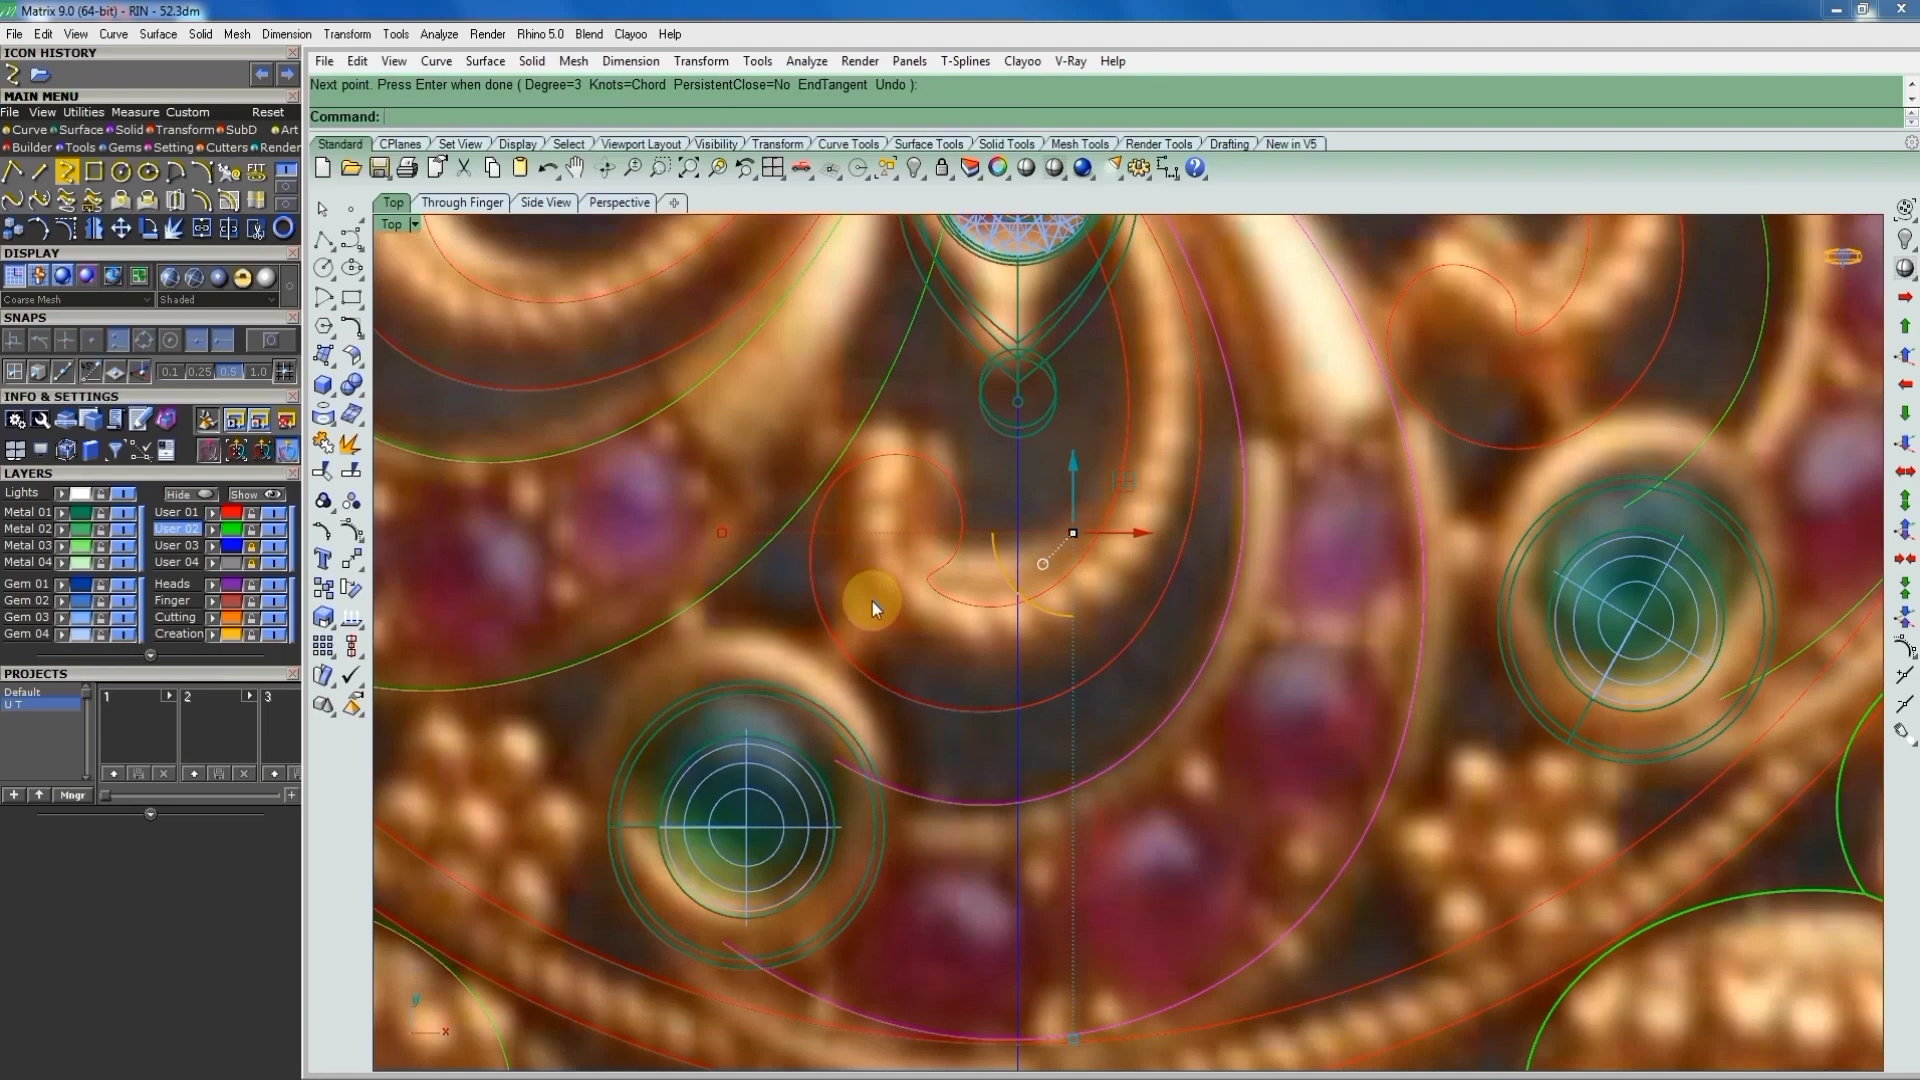 Matrix 9.0 (64-bit) - RIN - 52.3dm
File Edit View Curve Surface Solid Mesh Dimension Transform Tools Analyze Render Rhino 5.0 Blend Clayoo Help
ICON HISTORY
MAIN MENU
File View Utilities Measure Custom Reset
Curve Surface Solid Transform SubD Art
Builder Tools Gems Setting Cutters Render
DISPLAY
Coarse Mesh Shaded
SNAPS
0.1 0.25 0.5 1.0
INFO & SETTINGS
LAYERS
Lights Hide Show
Metal 01 User 01
Metal 02 User 02
Metal 03 User 03
Metal 04 User 04
Gem 01 Heads
Gem 02 Finger
Gem 03 Cutting
Gem 04 Creation
PROJECTS
Default
U T
1 2 3
Mngr
File Edit View Curve Surface Solid Mesh Dimension Transform Tools Analyze Render Panels T-Splines Clayoo V-Ray Help
Next point. Press Enter when done ( Degree=3 Knots=Chord PersistentClose=No EndTangent Undo ):
Command:
Standard CPlanes Set View Display Select Viewport Layout Visibility Transform Curve Tools Surface Tools Solid Tools Mesh Tools Render Tools Drafting New in V5
Top Through Finger Side View Perspective
Top
y
x